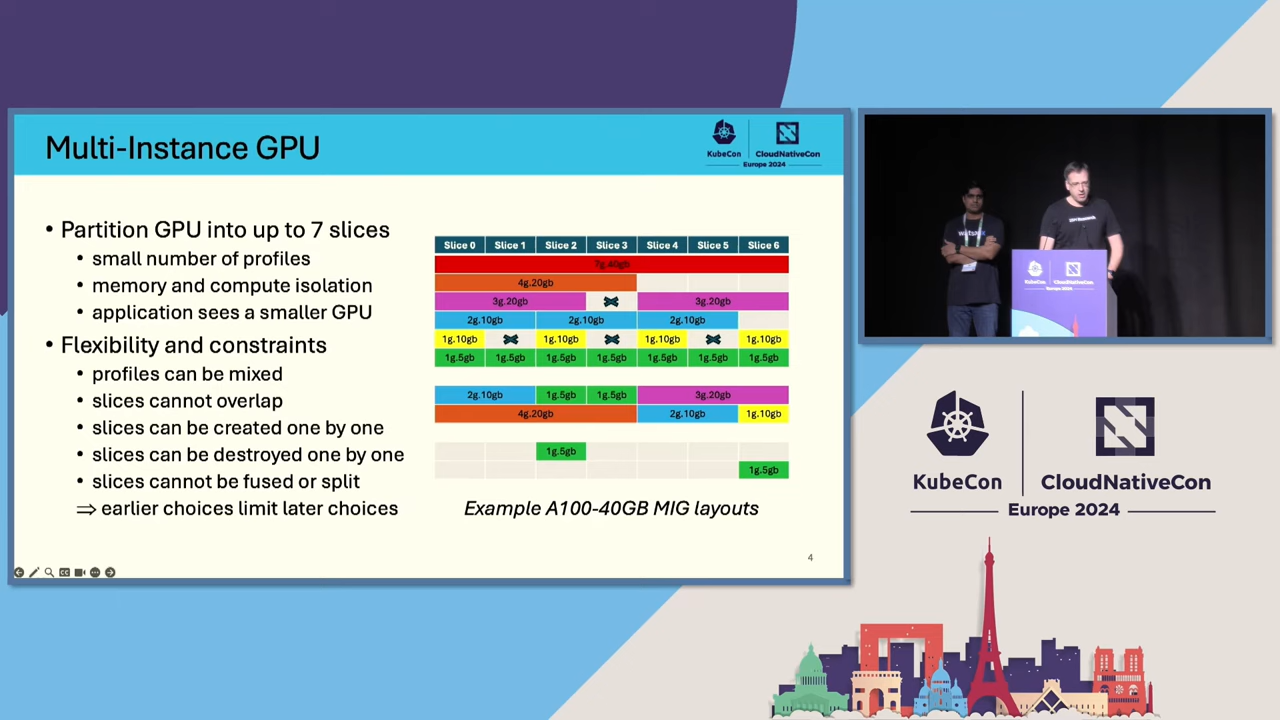 Multi-Instance GPU
KubeCon
CloudNativeCon
Europe 2024
• Partition GPU into up to 7 slices
• small number of profiles
• memory and compute isolation
• application sees a smaller GPU
• Flexibility and constraints
• profiles can be mixed
• slices cannot overlap
• slices can be created one by one
• slices can be destroyed one by one
• slices cannot be fused or split
⇒ earlier choices limit later choices
Slice 0 Slice 1 Slice 2 Slice 3 Slice 4 Slice 5 Slice 6
7g.40gb
4g.20gb
3g.20gb 3g.20gb
2g.10gb 2g.10gb 2g.10gb
1g.10gb 1g.10gb 1g.10gb 1g.10gb
1g.5gb 1g.5gb 1g.5gb 1g.5gb 1g.5gb 1g.5gb 1g.5gb
2g.10gb 1g.5gb 1g.5gb 3g.20gb
4g.20gb 2g.10gb 1g.10gb
1g.5gb
1g.5gb
Example A100-40GB MIG layouts
4
KubeCon
CloudNativeCon
Europe 2024